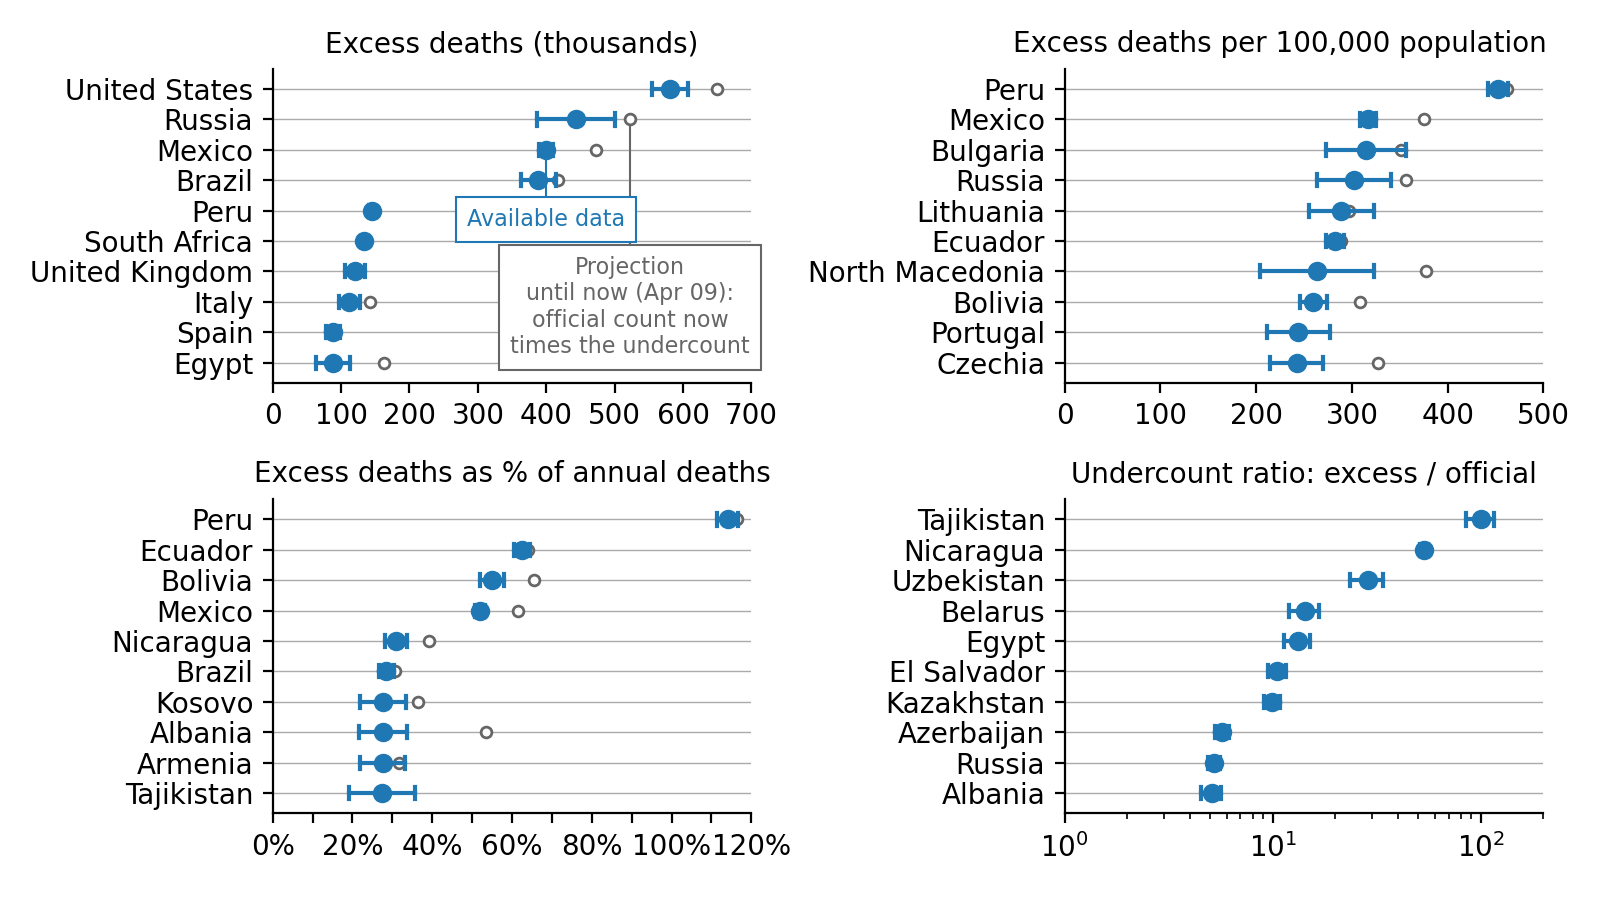 Excess deaths (thousands)
United States
Russia
Mexico
Brazil
Peru
South Africa
United Kingdom
Italy
Spain
Egypt
Available data
Projection
until now (Apr 09):
official count now
times the undercount
0 100 200 300 400 500 600 700
Excess deaths per 100,000 population
Peru
Mexico
Bulgaria
Russia
Lithuania
Ecuador
North Macedonia
Bolivia
Portugal
Czechia
0 100 200 300 400 500
Excess deaths as % of annual deaths
Peru
Ecuador
Bolivia
Mexico
Nicaragua
Brazil
Kosovo
Albania
Armenia
Tajikistan
0% 20% 40% 60% 80% 100% 120%
Undercount ratio: excess / official
Tajikistan
Nicaragua
Uzbekistan
Belarus
Egypt
El Salvador
Kazakhstan
Azerbaijan
Russia
Albania
10⁰ 10¹ 10²